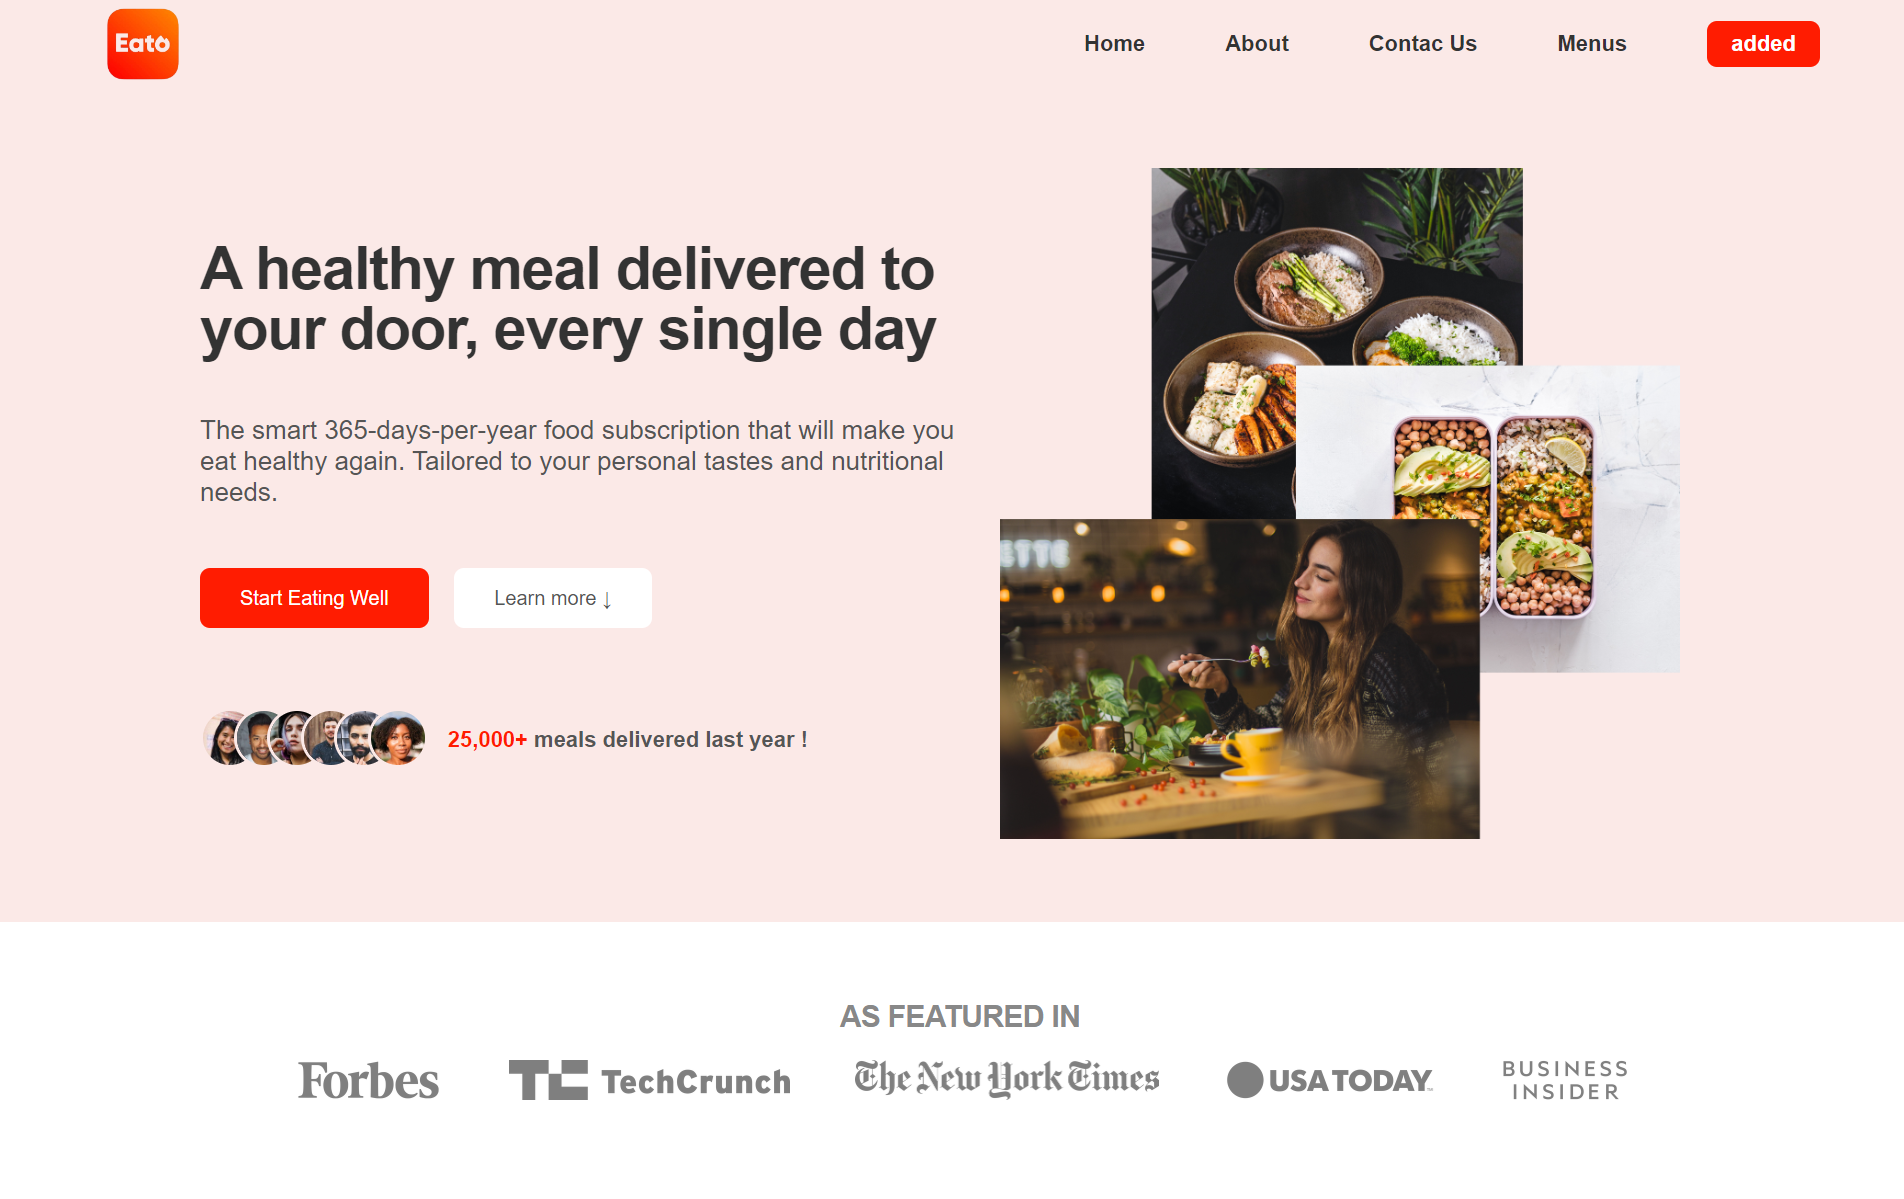 Eato
Home
About
Contac Us
Menus
added
A healthy meal delivered to
your door, every single day
The smart 365-days-per-year food subscription that will make you
eat healthy again. Tailored to your personal tastes and nutritional
needs.
Start Eating Well
Learn more ↓
25,000+ meals delivered last year !
ETTE
AS FEATURED IN
Forbes
TC TechCrunch
The New York Times
USA TODAY
BUSINESS
INSIDER